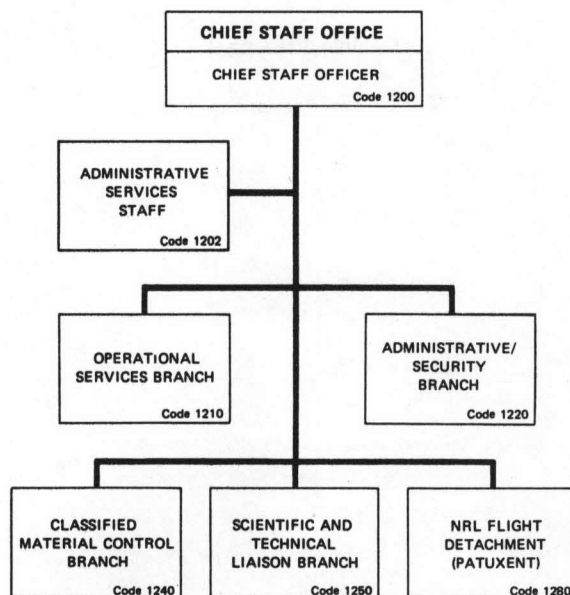 CHIEF STAFF OFFICE
CHIEF STAFF OFFICER
Code 1200
ADMINISTRATIVE
SERVICES
STAFF
Code 1202
OPERATIONAL
SERVICES BRANCH
Code 1210
ADMINISTRATIVE/
SECURITY
BRANCH
Code 1220
CLASSIFIED
MATERIAL CONTROL
BRANCH
Code 1240
SCIENTIFIC AND
TECHNICAL
LIAISON BRANCH
Code 1250
NRL FLIGHT
DETACHMENT
(PATUXENT)
Code 1280